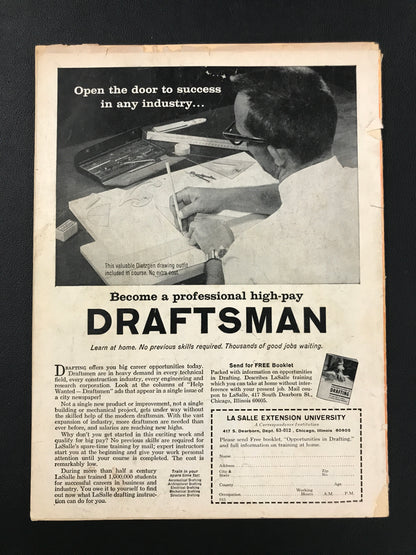 Open the door to success
in any industry...
This valuable Dietzgen drawing outfit
included in course. No extra cost.
Become a professional high-pay
DRAFTSMAN
Learn at home. No previous skills required. Thousands of good jobs waiting.
DRAFTING offers you big career opportunities today.
Draftsmen are in heavy demand in every technical
field, every construction industry, every engineering and
research corporation. Look at the columns of "Help
Wanted—Draftsmen" ads that appear in a single issue of
a city newspaper!
Not a single new product or improvement, not a single
building or mechanical project, gets under way without
the skilled help of the modern draftsman. With the vast
expansion of industry, more draftsmen are needed than
ever before, and salaries are reaching new highs.
Why don't you get started in this exciting work and
qualify for big pay? No previous skills are required for
LaSalle's spare-time training by mail; expert instructors
start you at the beginning and give your work personal
attention until your course is completed. The cost is
remarkably low.
During more than half a century
LaSalle has trained 1,000,000 students
for successful careers in business and
industry. You owe it to yourself to find
out now what LaSalle drafting instruc-
tion can do for you.
Train in your
spare time for:
Aeronautical Drafting
Architectural Drafting
Electrical Drafting
Mechanical Drafting
Structural Drafting
Send for FREE Booklet
Packed with information on opportunities
in Drafting. Describes LaSalle training
which you can take at home without inter-
ference with your present job. Mail cou-
pon to LaSalle, 417 South Dearborn St.,
Chicago, Illinois 60605.
DRAFTING
LA SALLE EXTENSION UNIVERSITY
A Correspondence Institution
417 S. Dearborn, Dept. 63-012, Chicago, Illinois 60605
Please send Free booklet, "Opportunities in Drafting,"
and full information on training at home.
Name
Address
City &
State
Zip
No.
County
Age
Occupation
Working
Hours
A.M.
P.M.